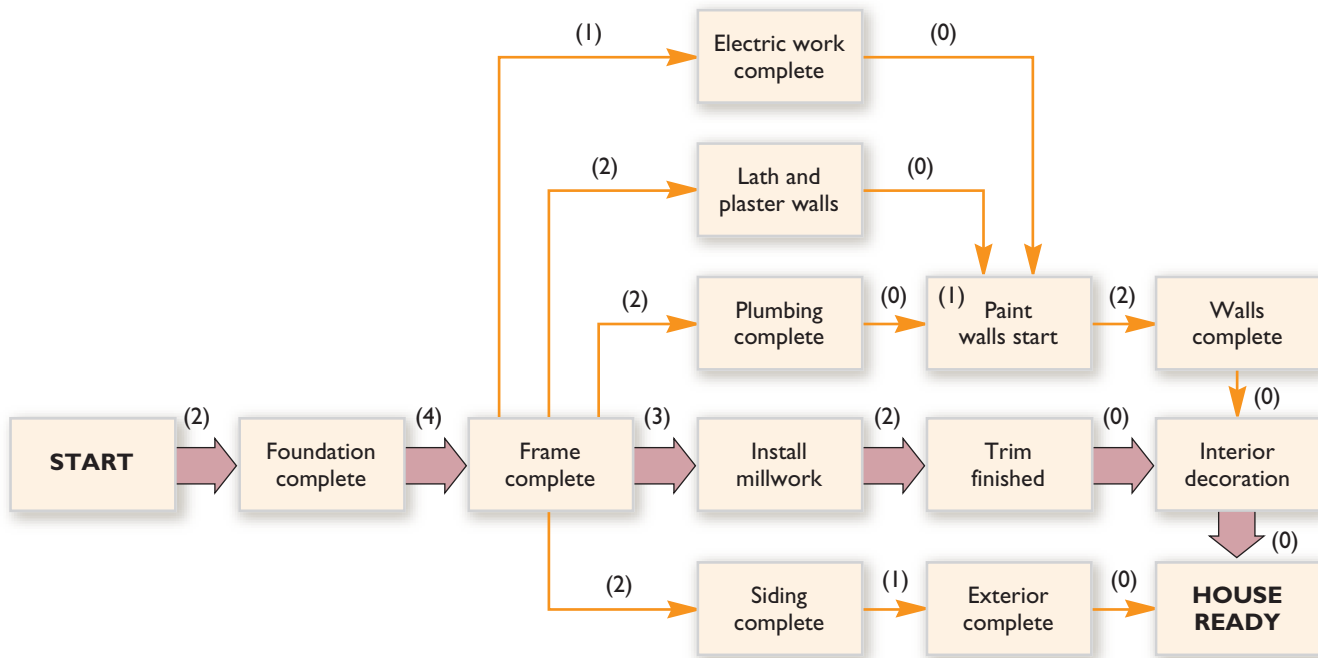 (1)
Electric work
complete
(0)
(2)
Lath and
plaster walls
(0)
(2)
Plumbing
complete
(0)
(1)
Paint
walls start
(2)
Walls
complete
(0)
START
(2)
Foundation
complete
(4)
Frame
complete
(3)
Install
millwork
(2)
Trim
finished
(0)
Interior
decoration
(0)
(2)
Siding
complete
(1)
Exterior
complete
(0)
HOUSE
READY